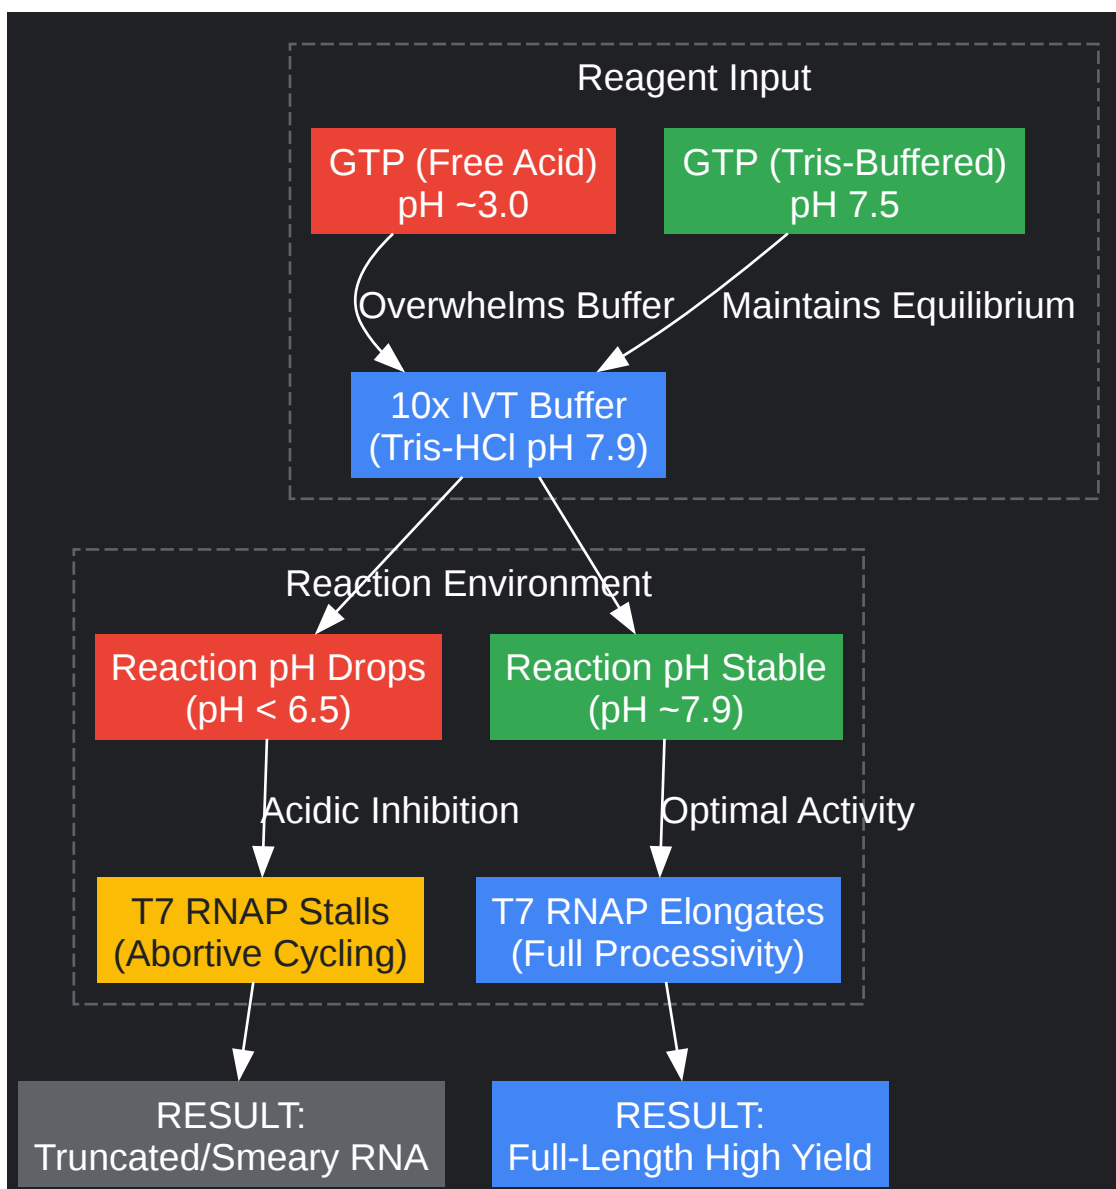 Reagent Input
GTP (Free Acid)
pH ~3.0
GTP (Tris-Buffered)
pH 7.5
Overwhelms Buffer
Maintains Equilibrium
10x IVT Buffer
(Tris-HCl pH 7.9)
Reaction Environment
Reaction pH Drops
(pH < 6.5)
Reaction pH Stable
(pH ~7.9)
Acidic Inhibition
Optimal Activity
T7 RNAP Stalls
(Abortive Cycling)
T7 RNAP Elongates
(Full Processivity)
RESULT:
Truncated/Smeary RNA
RESULT:
Full-Length High Yield